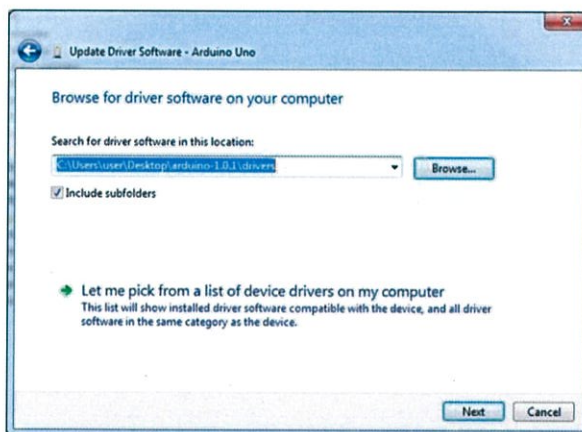 Update Driver Software - Arduino Uno
Browse for driver software on your computer
Search for driver software in this location:
C:\Users\user\Desktop\arduino-1.0.1\drivers
Browse...
Include subfolders
Let me pick from a list of device drivers on my computer
This list will show installed driver software compatible with the device, and all driver
software in the same category as the device.
Next
Cancel